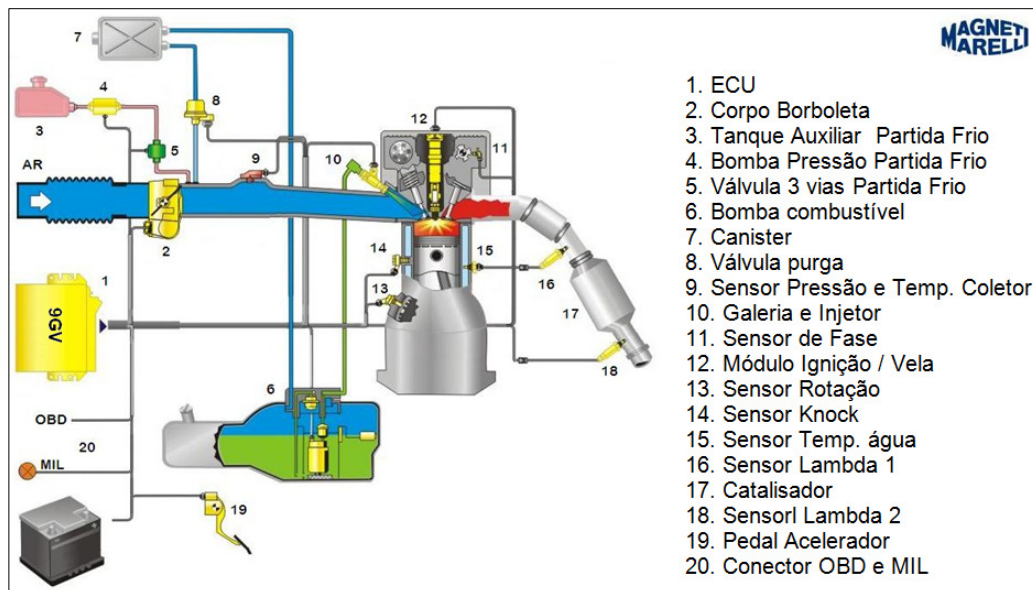 MAGNETI
MARELLI
7
8
4
3
5
AR
9
10
12
11
2
14
15
13
16
17
18
1
9GV
6
OBD
20
MIL
19
1. ECU
2. Corpo Borboleta
3. Tanque Auxiliar  Partida Frio
4. Bomba Pressão Partida Frio
5. Válvula 3 vias Partida Frio
6. Bomba combustível
7. Canister
8. Válvula purga
9. Sensor Pressão e Temp. Coletor
10. Galeria e Injetor
11. Sensor de Fase
12. Módulo Ignição / Vela
13. Sensor Rotação
14. Sensor Knock
15. Sensor Temp. água
16. Sensor Lambda 1
17. Catalisador
18. Sensorl Lambda 2
19. Pedal Acelerador
20. Conector OBD e MIL